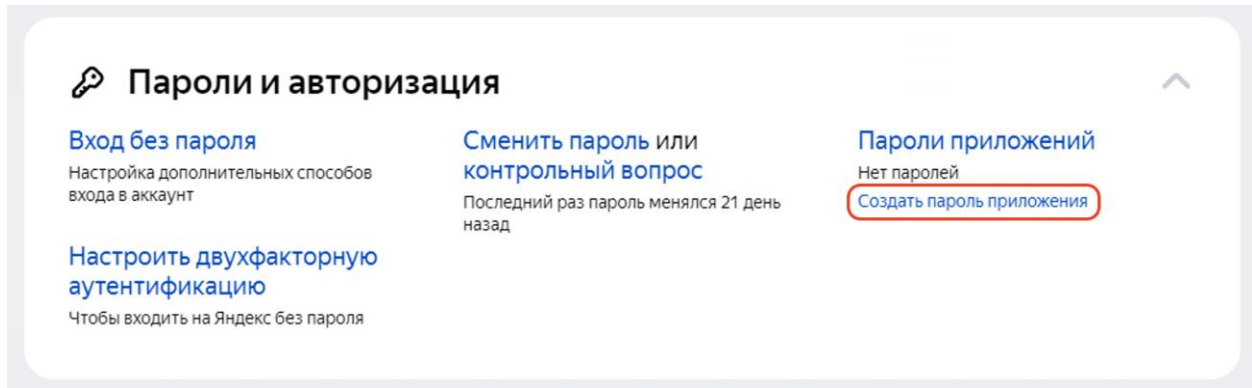 Пароли и авторизация
Вход без пароля
Настройка дополнительных способов
входа в аккаунт
Настроить двухфакторную
аутентификацию
Чтобы входить на Яндекс без пароля
Сменить пароль или
контрольный вопрос
Последний раз пароль менялся 21 день
назад
Пароли приложений
Нет паролей
Создать пароль приложения